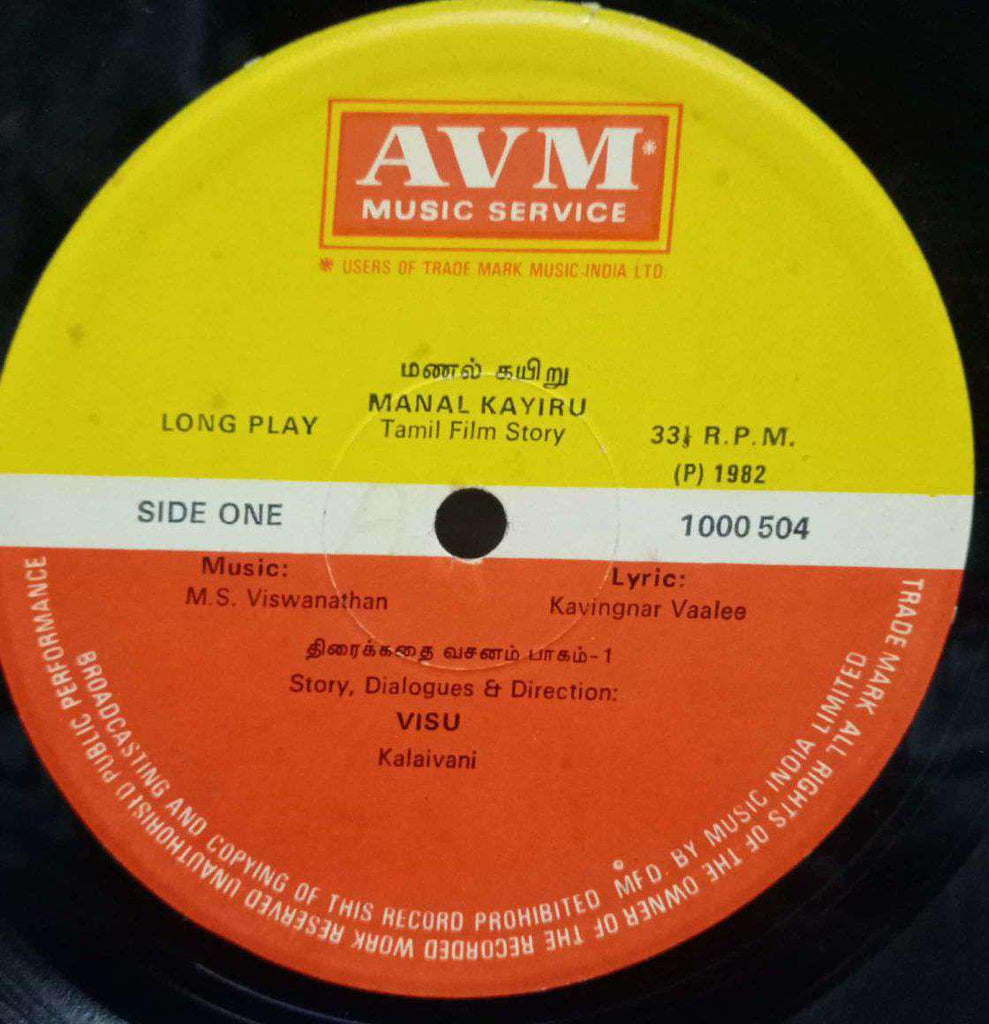 AVM*
MUSIC SERVICE
* USERS OF TRADE MARK MUSIC-INDIA LTD.
மணல் கயிறு
MANAL KAYIRU
Tamil Film Story
LONG PLAY
33⅓ R.P.M.
(P) 1982
SIDE ONE
1000 504
Music:
M.S. Viswanathan
Lyric:
Kavingnar Vaalee
திரைக்கதை வசனம் பாகம்-1
Story, Dialogues & Direction:
VISU
Kalaivani
TRADE MARK ALL RIGHTS OF THE OWNER OF THE RECORDED WORK RESERVED UNAUTHORISED PUBLIC PERFORMANCE
BROADCASTING AND COPYING OF THIS RECORD PROHIBITED MFD. BY MUSIC INDIA LIMITED